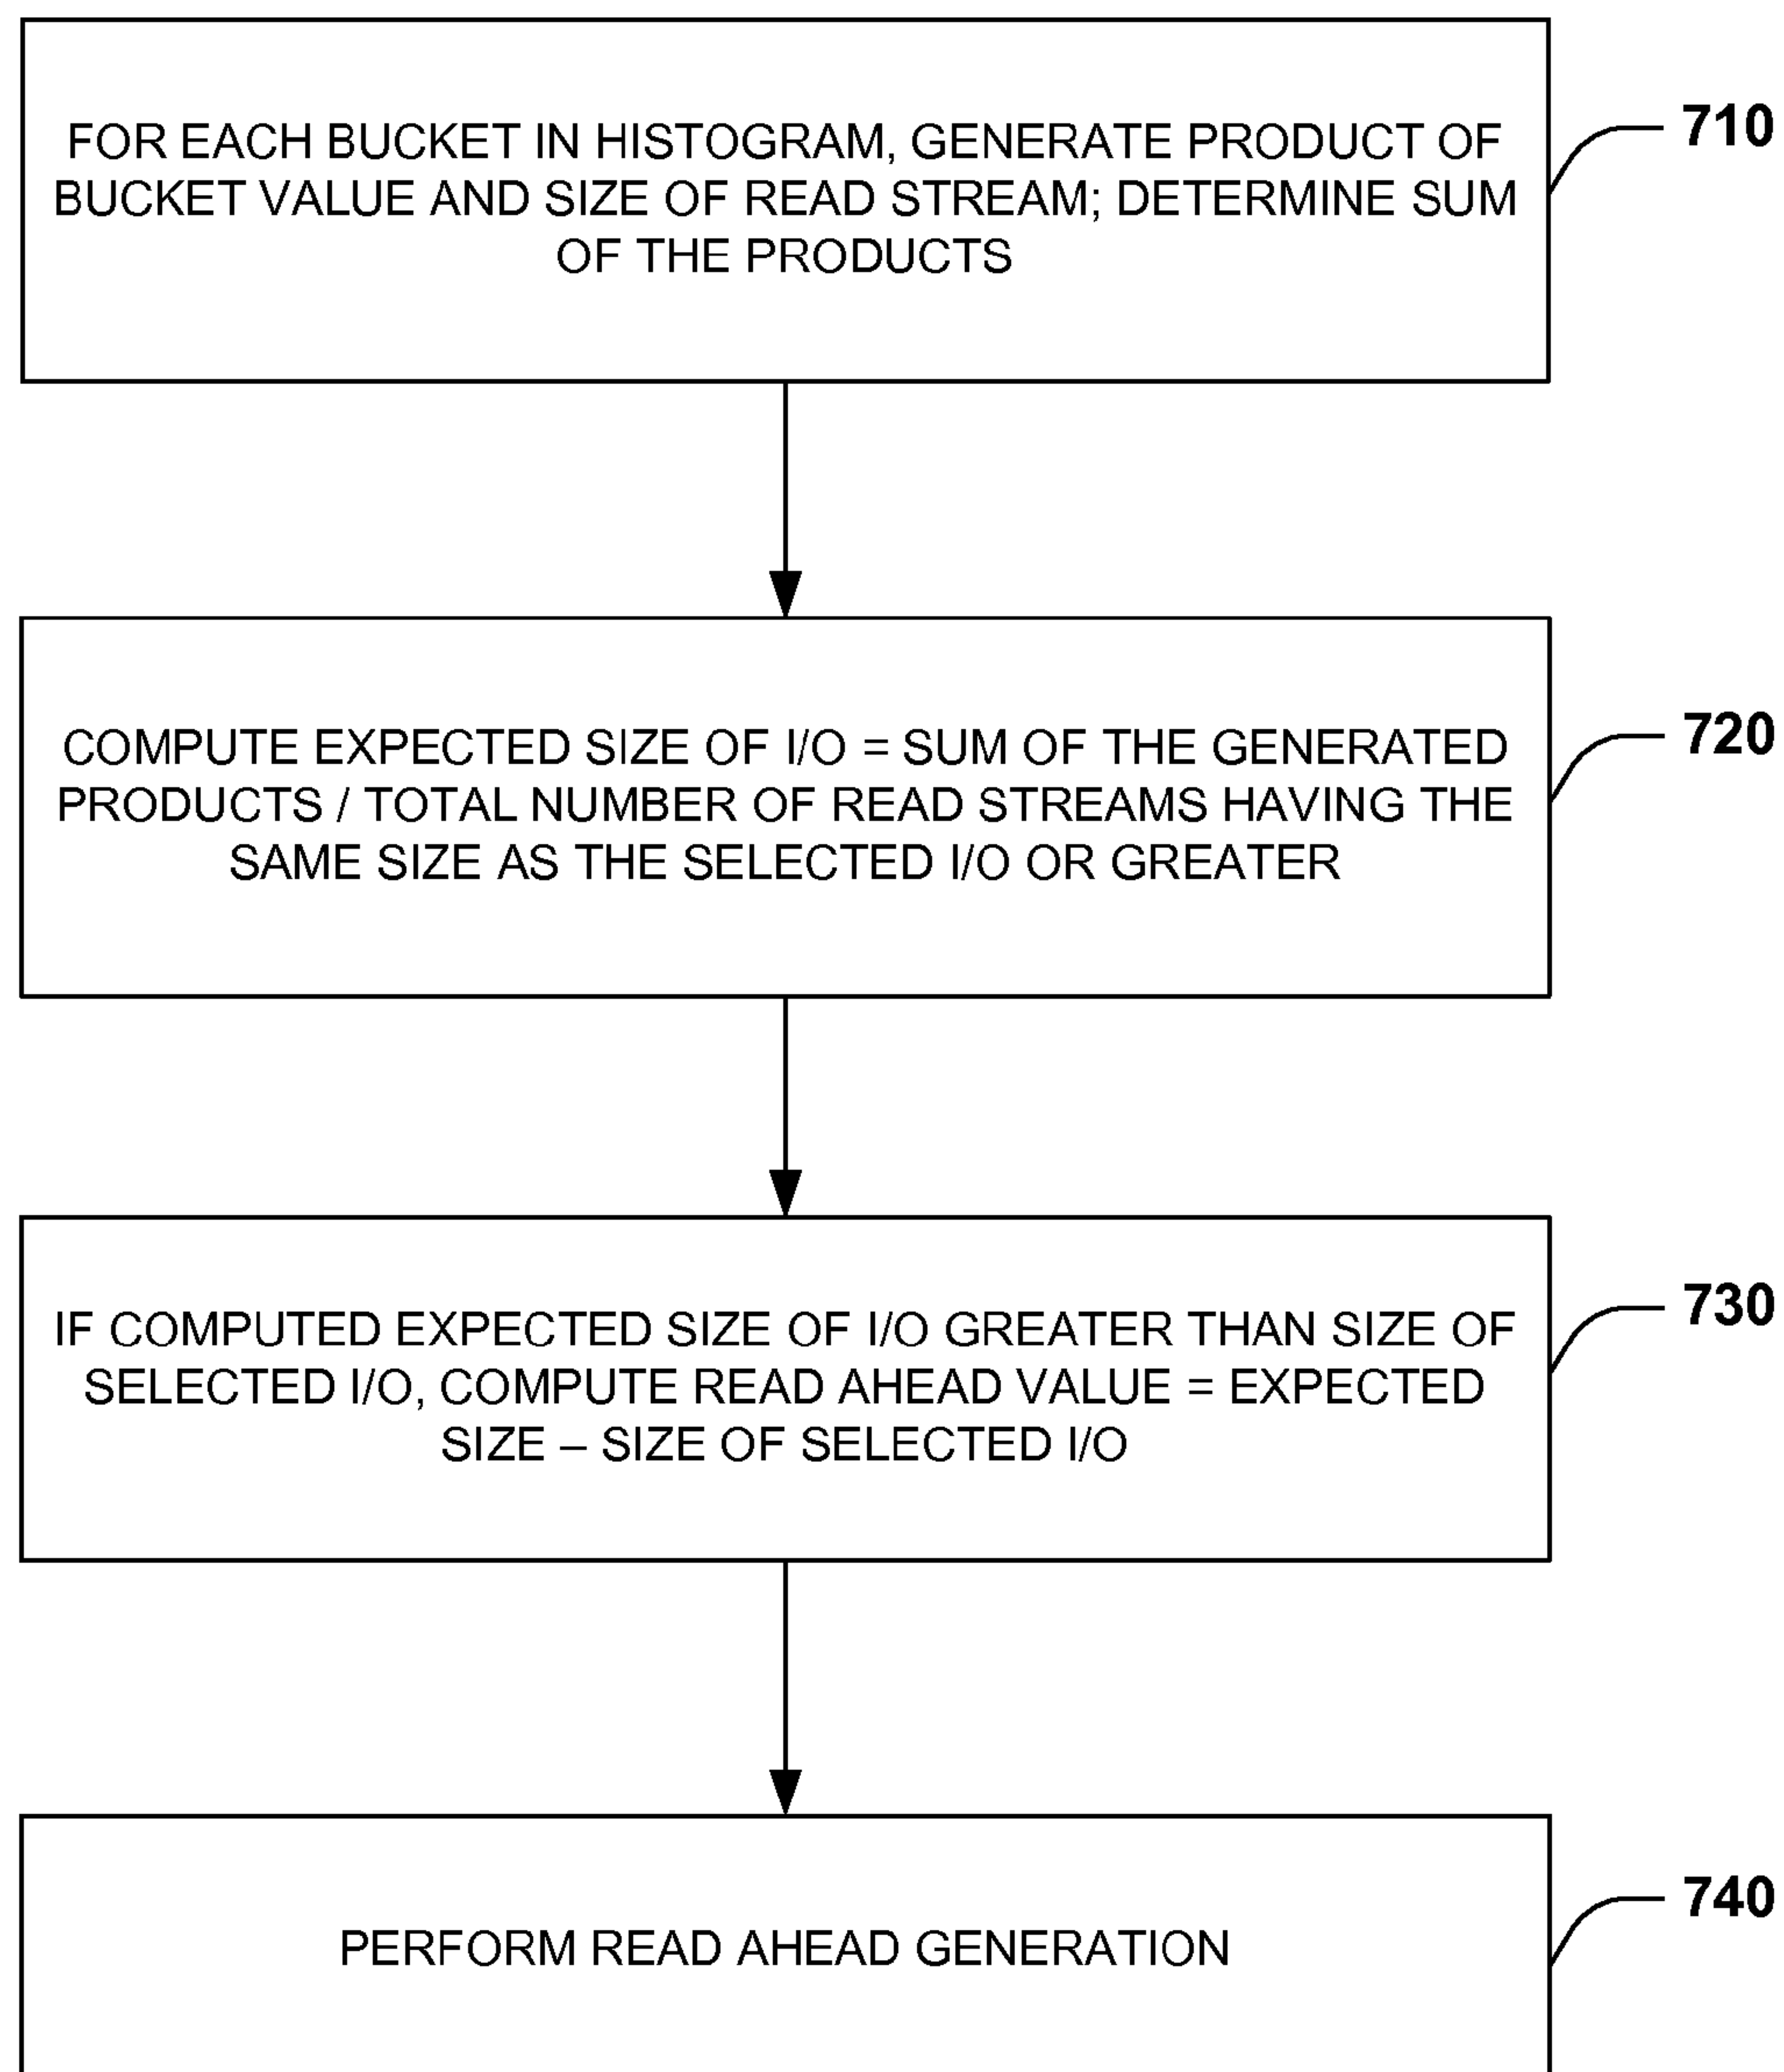 FOR EACH BUCKET IN HISTOGRAM, GENERATE PRODUCT OF
BUCKET VALUE AND SIZE OF READ STREAM; DETERMINE SUM
OF THE PRODUCTS
710
COMPUTE EXPECTED SIZE OF I/O = SUM OF THE GENERATED
PRODUCTS / TOTAL NUMBER OF READ STREAMS HAVING THE
SAME SIZE AS THE SELECTED I/O OR GREATER
720
IF COMPUTED EXPECTED SIZE OF I/O GREATER THAN SIZE OF
SELECTED I/O, COMPUTE READ AHEAD VALUE = EXPECTED
SIZE – SIZE OF SELECTED I/O
730
PERFORM READ AHEAD GENERATION
740